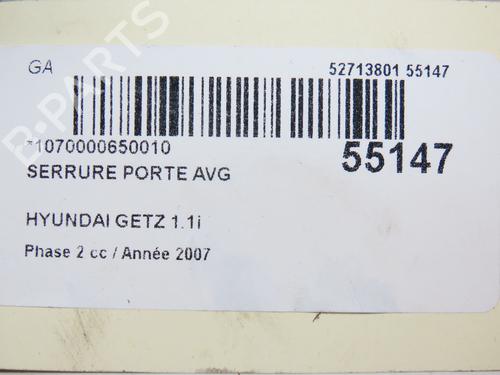 GA
52713801 55147
*1070000650010
55147
SERRURE PORTE AVG
HYUNDAI GETZ 1.1i
Phase 2 cc / Année 2007
B-PARTS